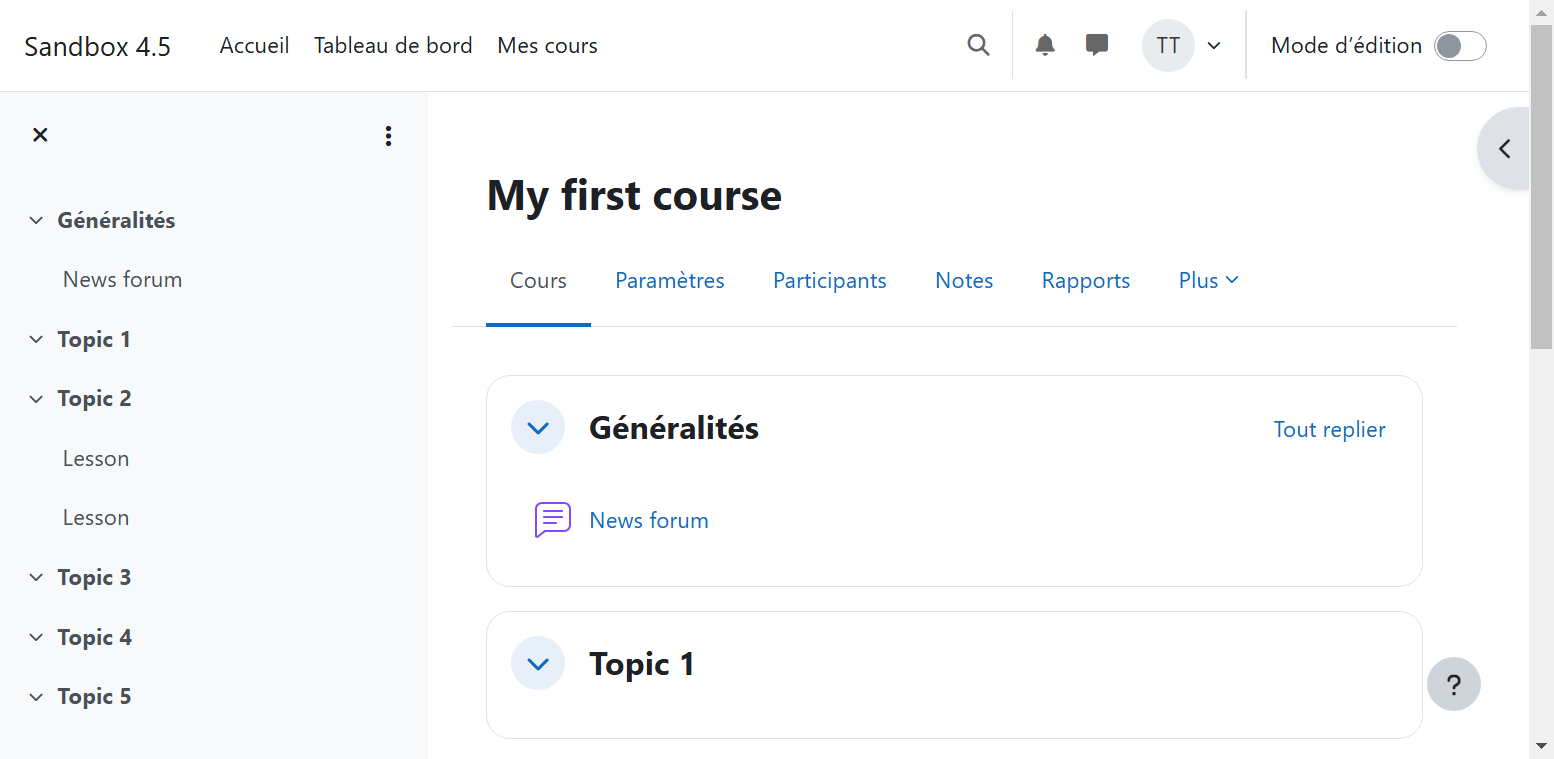 Sandbox 4.5 Accueil Tableau de bord Mes cours TT Mode d’édition
Généralités
News forum
Topic 1
Topic 2
Lesson
Lesson
Topic 3
Topic 4
Topic 5
My first course
Cours Paramètres Participants Notes Rapports Plus
Généralités Tout replier
News forum
Topic 1
?